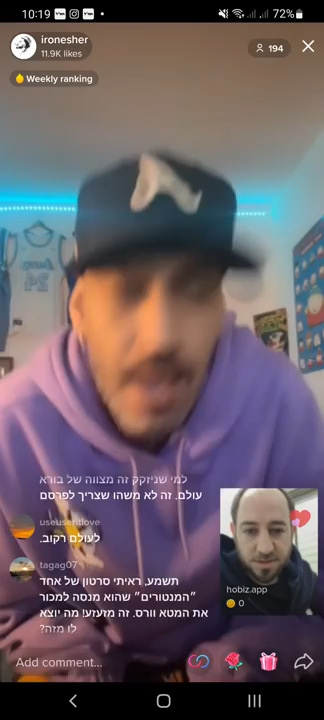 10:19
72%
ironesher
11.9K likes
194
Weekly ranking
למי שניזקק זה מצווה של בורא
עולם. זה לא משהו שצריך לפרסם
useuseritlove
לעולם רקוב.
tagag07
תשמע, ראיתי סרטון של אחד
"המנטורים" שהוא מנסה למכור
את המטא וורס. זה מזעזע! מה יוצא
לו מזה?
hobiz.app
0
Add comment...